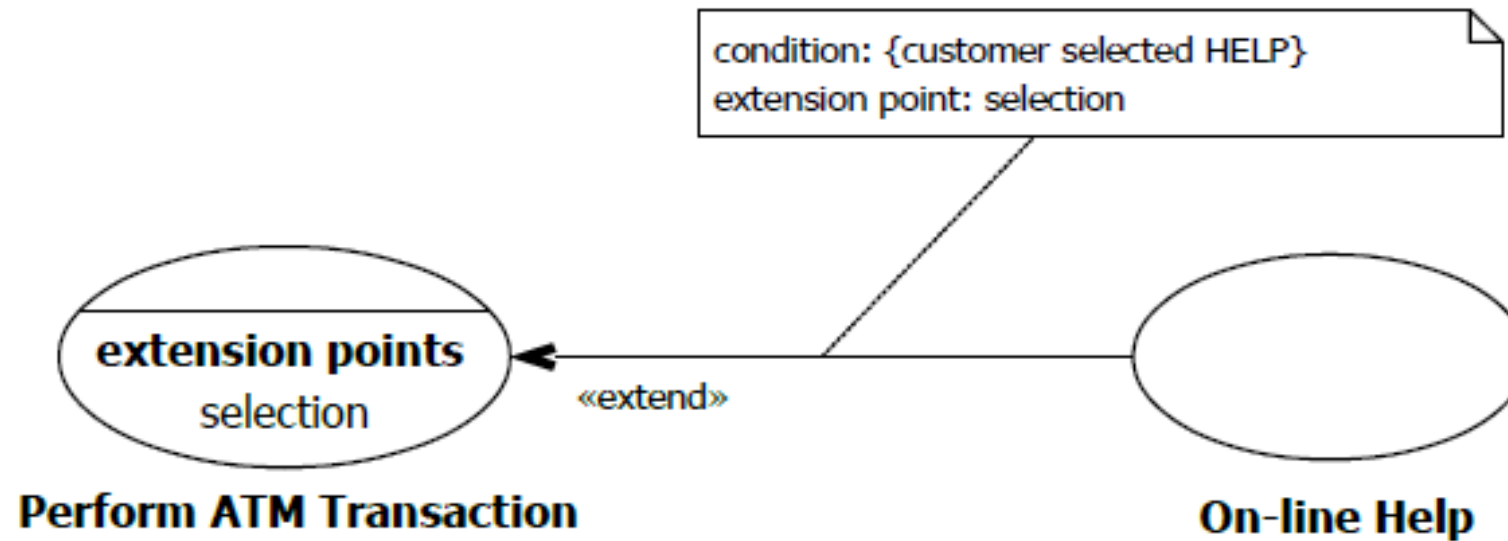 condition: {customer selected HELP}
extension point: selection
extension points
selection
«extend»
Perform ATM Transaction
On-line Help